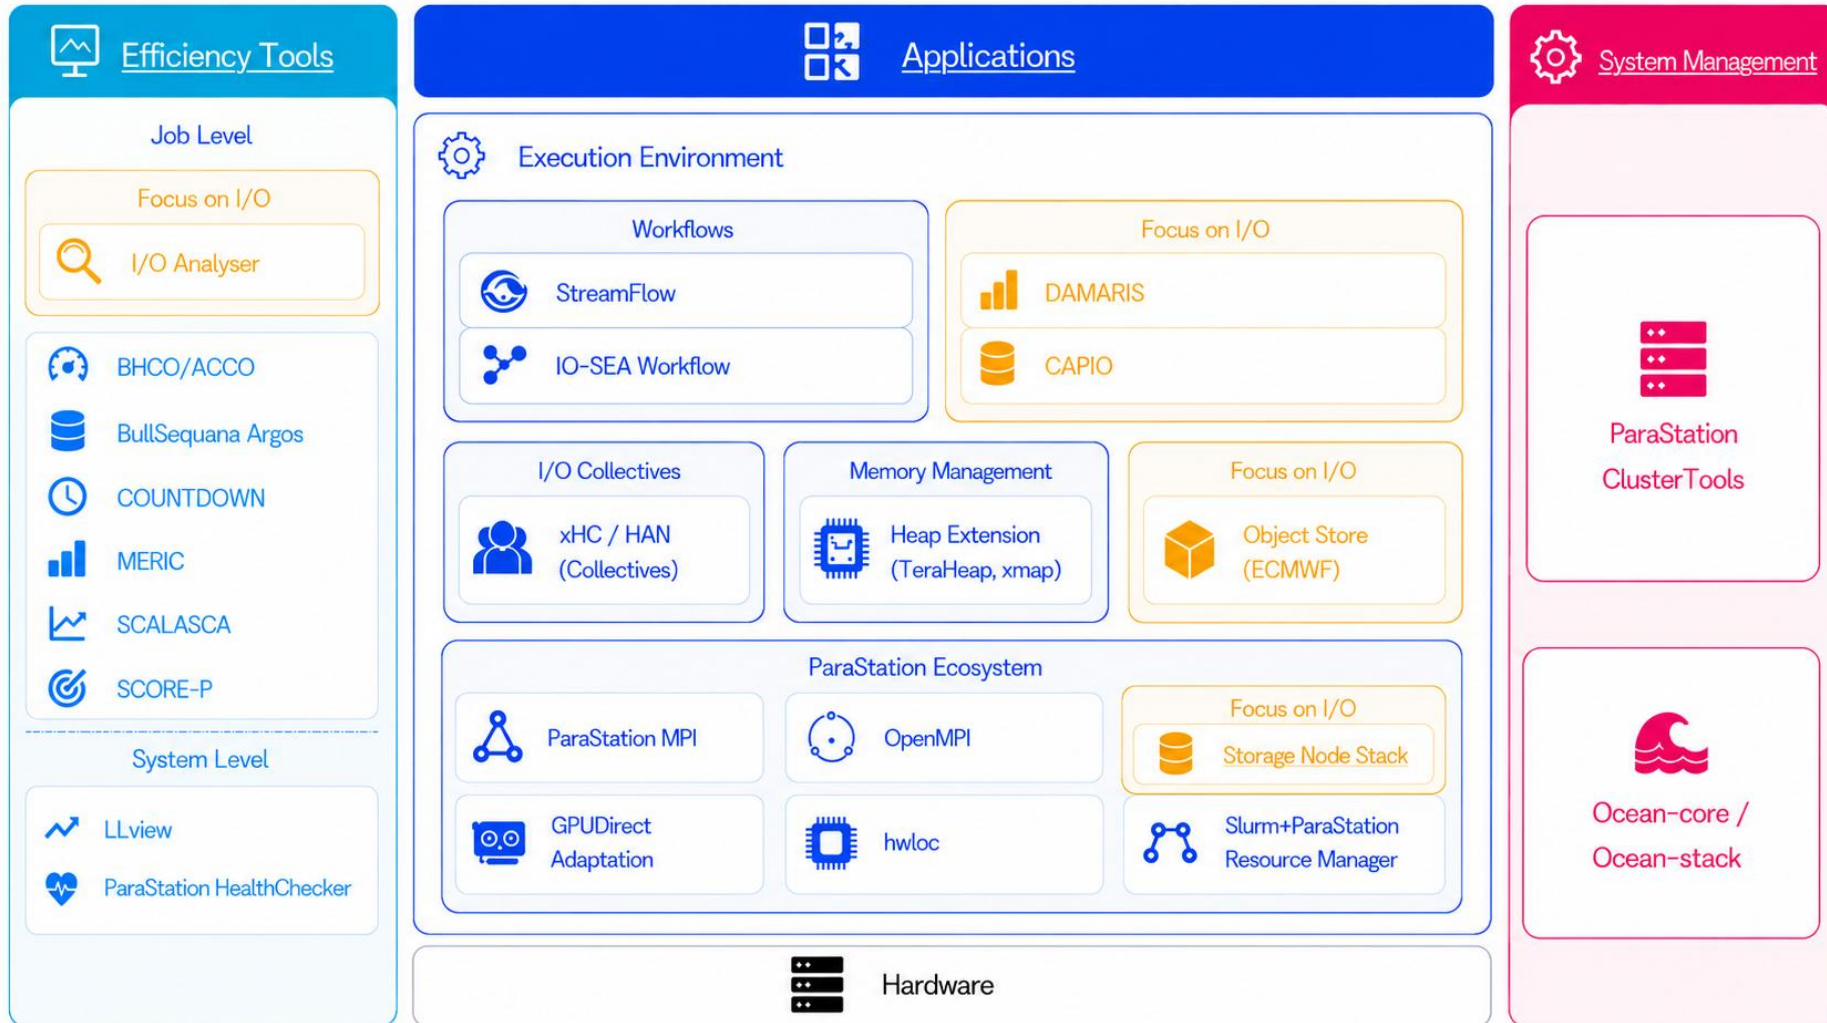 Efficiency Tools
Job Level
Focus on I/O
I/O Analyser
BHCO/ACCO
BullSequana Argos
COUNTDOWN
MERIC
SCALASCA
SCORE-P
System Level
LLview
ParaStation HealthChecker
Applications
Execution Environment
Workflows
StreamFlow
IO-SEA Workflow
Focus on I/O
DAMARIS
CAPIO
I/O Collectives
xHC / HAN
(Collectives)
Memory Management
Heap Extension
(TeraHeap, xmap)
Focus on I/O
Object Store
(ECMWF)
ParaStation Ecosystem
ParaStation MPI
OpenMPI
Focus on I/O
Storage Node Stack
GPUDirect
Adaptation
hwloc
Slurm+ParaStation
Resource Manager
Hardware
System Management
ParaStation
ClusterTools
Ocean-core /
Ocean-stack